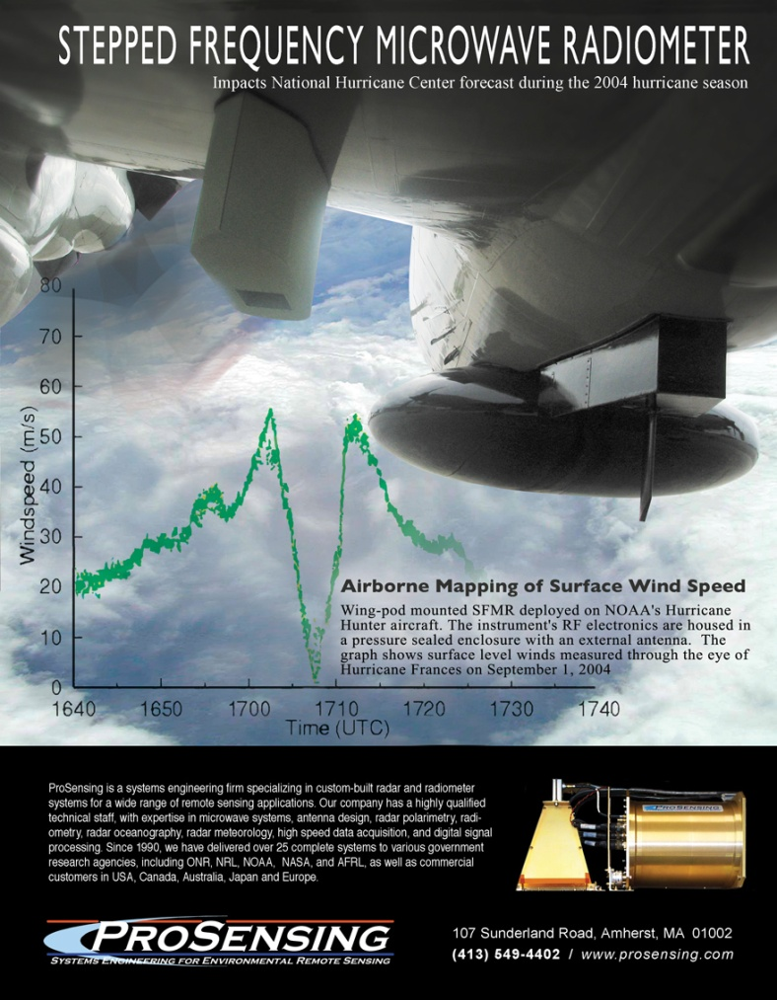 STEPPED FREQUENCY MICROWAVE RADIOMETER
Impacts National Hurricane Center forecast during the 2004 hurricane season
80
70
60
50
40
30
20
10
0
Windspeed (m/s)
1640 1650 1700 1710 1720 1730 1740
Time (UTC)
Airborne Mapping of Surface Wind Speed
Wing-pod mounted SFMR deployed on NOAA's Hurricane
Hunter aircraft. The instrument's RF electronics are housed in
a pressure sealed enclosure with an external antenna. The
graph shows surface level winds measured through the eye of
Hurricane Frances on September 1, 2004
ProSensing is a systems engineering firm specializing in custom-built radar and radiometer
systems for a wide range of remote sensing applications. Our company has a highly qualified
technical staff, with expertise in microwave systems, antenna design, radar polarimetry, radi-
ometry, radar oceanography, radar meteorology, high speed data acquisition, and digital signal
processing. Since 1990, we have delivered over 25 complete systems to various government
research agencies, including ONR, NRL, NOAA, NASA, and AFRL, as well as commercial
customers in USA, Canada, Australia, Japan and Europe.
PROSENSING
PROSENSING
SYSTEMS ENGINEERING FOR ENVIRONMENTAL REMOTE SENSING
107 Sunderland Road, Amherst, MA 01002
(413) 549-4402 / www.prosensing.com